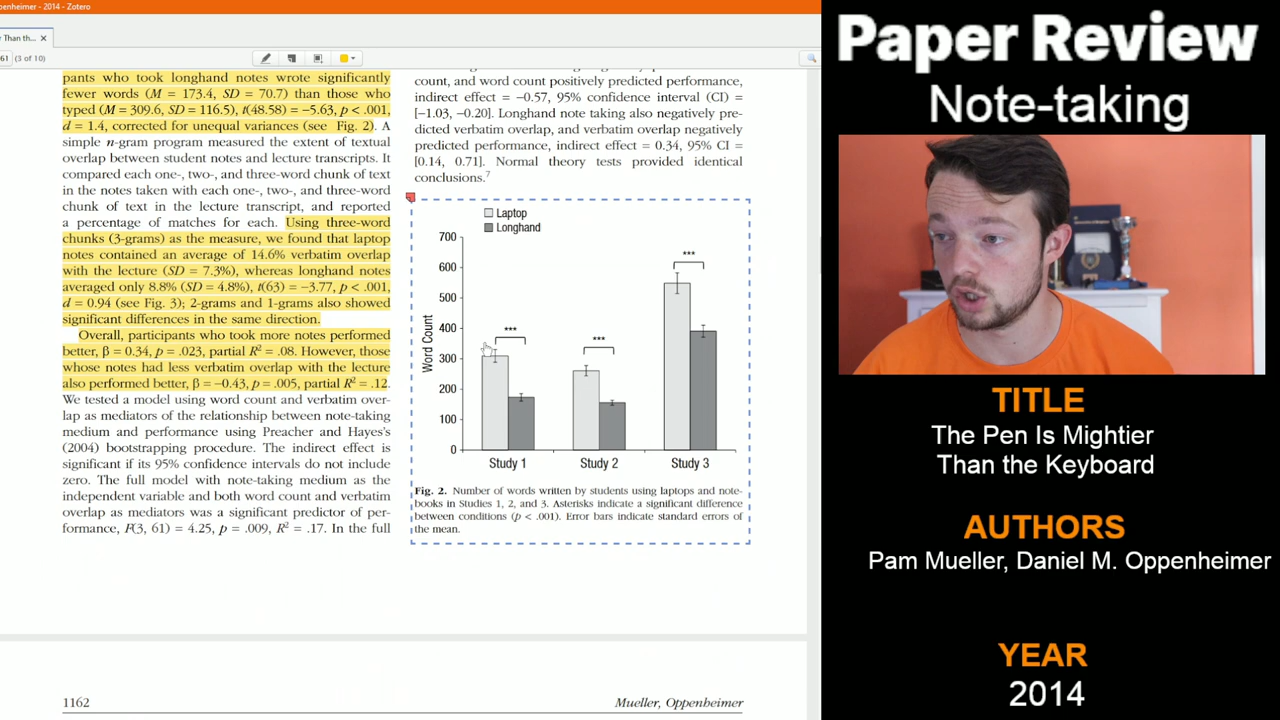 penheimer - 2014 - Zotero
r Than th...
61
(3 of 10)
pants who took longhand notes wrote significantly
fewer words (M = 173.4, SD = 70.7) than those who
typed (M = 309.6, SD = 116.5), t(48.58) = −5.63, p < .001,
d = 1.4, corrected for unequal variances (see Fig. 2). A
simple n-gram program measured the extent of textual
overlap between student notes and lecture transcripts. It
compared each one-, two-, and three-word chunk of text
in the notes taken with each one-, two-, and three-word
chunk of text in the lecture transcript, and reported
a percentage of matches for each. Using three-word
chunks (3-grams) as the measure, we found that laptop
notes contained an average of 14.6% verbatim overlap
with the lecture (SD = 7.3%), whereas longhand notes
averaged only 8.8% (SD = 4.8%), t(63) = −3.77, p < .001,
d = 0.94 (see Fig. 3); 2-grams and 1-grams also showed
significant differences in the same direction.
Overall, participants who took more notes performed
better, β = 0.34, p = .023, partial R² = .08. However, those
whose notes had less verbatim overlap with the lecture
also performed better, β = −0.43, p = .005, partial R² = .12.
We tested a model using word count and verbatim over-
lap as mediators of the relationship between note-taking
medium and performance using Preacher and Hayes's
(2004) bootstrapping procedure. The indirect effect is
significant if its 95% confidence intervals do not include
zero. The full model with note-taking medium as the
independent variable and both word count and verbatim
overlap as mediators was a significant predictor of per-
formance, F(3, 61) = 4.25, p = .009, R² = .17. In the full
count, and word count positively predicted performance,
indirect effect = −0.57, 95% confidence interval (CI) =
[−1.03, −0.20]. Longhand note taking also negatively pre-
dicted verbatim overlap, and verbatim overlap negatively
predicted performance, indirect effect = 0.34, 95% CI =
[0.14, 0.71]. Normal theory tests provided identical
conclusions.⁷
Laptop
Longhand
700
600
500
400
300
200
100
0
Word Count
***
***
***
Study 1
Study 2
Study 3
Fig. 2. Number of words written by students using laptops and note-
books in Studies 1, 2, and 3. Asterisks indicate a significant difference
between conditions (p < .001). Error bars indicate standard errors of
the mean.
1162
Mueller, Oppenheimer
Paper Review
Note-taking
TITLE
The Pen Is Mightier
Than the Keyboard
AUTHORS
Pam Mueller, Daniel M. Oppenheimer
YEAR
2014